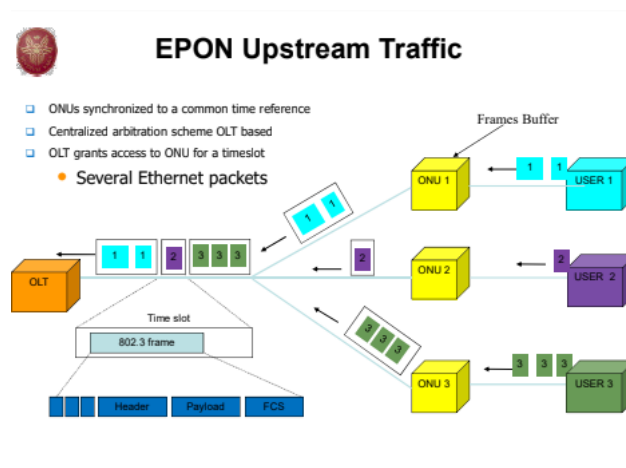 EPON Upstream Traffic
ONUs synchronized to a common time reference
Centralized arbitration scheme OLT based
OLT grants access to ONU for a timeslot
Several Ethernet packets
Frames Buffer
ONU 1
1 1
USER 1
1 1
1 1 2 3 3 3
2
ONU 2
2
USER 2
OLT
Time slot
802.3 frame
3 3 3
ONU 3
3 3 3
USER 3
Header Payload FCS